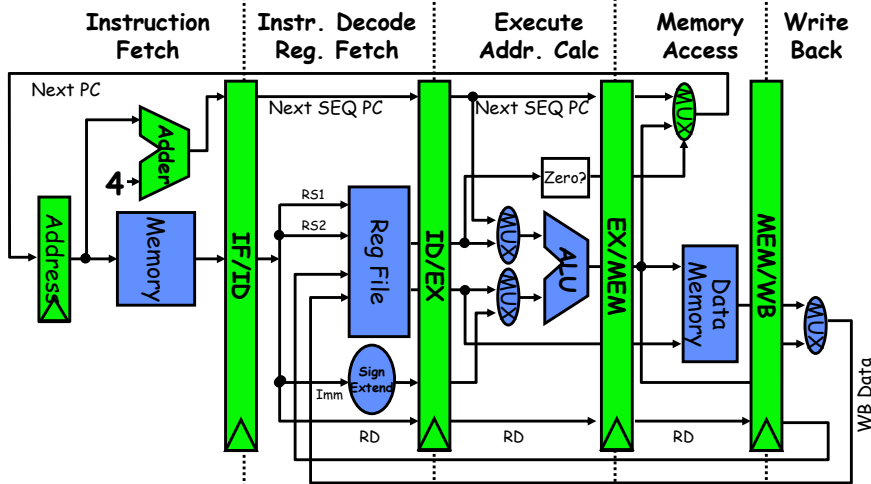 Instruction
Fetch
Instr. Decode
Reg. Fetch
Execute
Addr. Calc
Memory
Access
Write
Back
Next PC
Next SEQ PC
Next SEQ PC
MUX
Adder
4
Zero?
Address
Memory
IF/ID
RS1
RS2
Reg File
ID/EX
MUX
MUX
ALU
EX/MEM
Data
Memory
MEM/WB
MUX
Imm
Sign
Extend
RD
RD
RD
WB Data